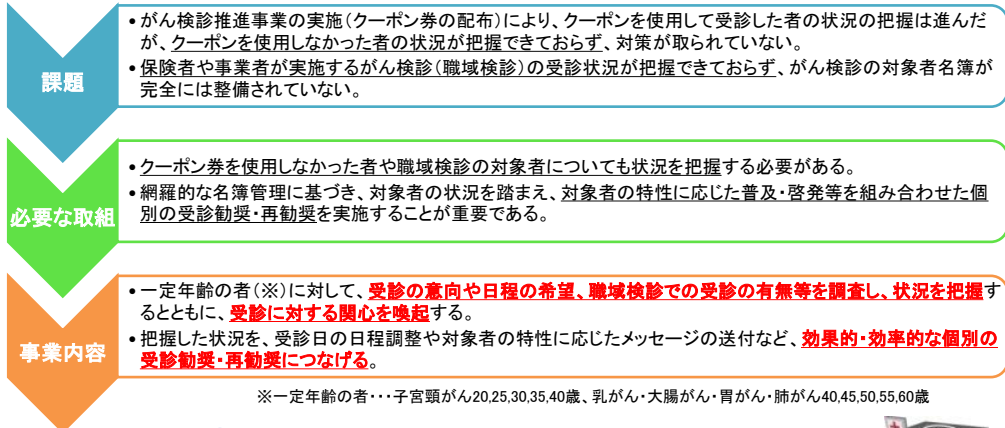 ・がん検診推進事業の実施（クーポン券の配布）により、クーポンを使用して受診した者の状況の把握は進んだ
が、クーポンを使用しなかった者の状況が把握できておらず、対策が取られていない。
・保険者や事業者が実施するがん検診（職域検診）の受診状況が把握できておらず、がん検診の対象者名簿が
完全には整備されていない。
課題
・クーポン券を使用しなかった者や職域検診の対象者についても状況を把握する必要がある。
・網羅的な名簿管理に基づき、対象者の状況を踏まえ、対象者の特性に応じた普及・啓発等を組み合わせた個
別の受診勧奨・再勧奨を実施することが重要である。
必要な取組
・一定年齢の者（※）に対して、受診の意向や日程の希望、職域検診での受診の有無等を調査し、状況を把握す
るとともに、受診に対する関心を喚起する。
・把握した状況を、受診日の日程調整や対象者の特性に応じたメッセージの送付など、効果的・効率的な個別の
受診勧奨・再勧奨につなげる。
事業内容
※一定年齢の者・・・子宮頸がん20,25,30,35,40歳、乳がん・大腸がん・胃がん・肺がん40,45,50,55,60歳